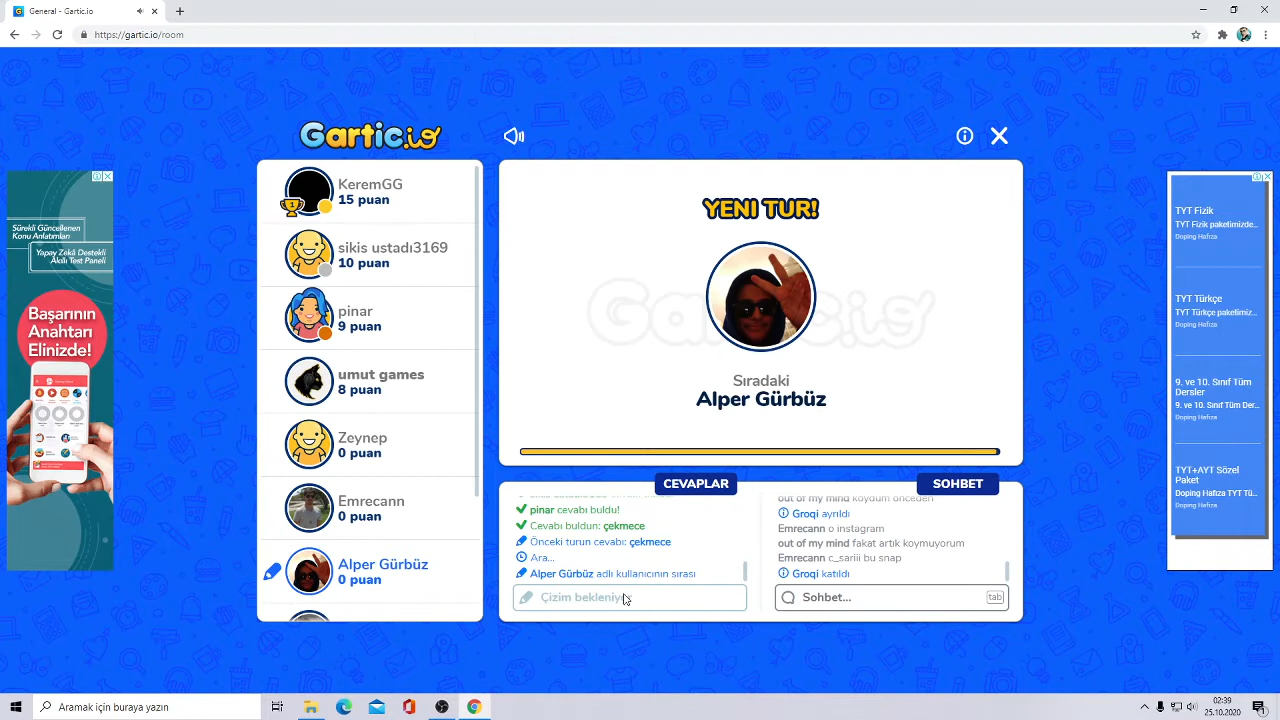 General - Gartic.io
https://gartic.io/room
Gartic.io
KeremGG
15 puan
sikis ustadı3169
10 puan
pinar
9 puan
umut games
8 puan
Zeynep
0 puan
Emrecann
0 puan
Alper Gürbüz
0 puan
YENI TUR!
Gartic.io
Sıradaki
Alper Gürbüz
CEVAPLAR
pinar cevabı buldu!
Cevabı buldun: çekmece
Önceki turun cevabı: çekmece
Ara...
Alper Gürbüz adlı kullanıcının sırası
Çizim bekleniy
SOHBET
out of my mind koydum önceden
Groqi ayrıldı
Emrecann o instagram
out of my mind fakat artık koymuyorum
Emrecann c_sariii bu snap
Groqi katıldı
Sohbet...
tab
Sürekli Güncellenen
Konu Anlatımları
Yapay Zekâ Destekli
Akıllı Test Paneli
Başarının
Anahtarı
Elinizde!
TYT Fizik
TYT Fizik paketimizde...
Doping Hafıza
TYT Türkçe
TYT Türkçe paketimiz...
Doping Hafıza
9. ve 10. Sınıf Tüm
Dersler
9. ve 10. Sınıf Tüm Der...
Doping Hafıza
TYT+AYT Sözel
Paket
Doping Hafıza TYT Tü...
Doping Hafıza
Aramak için buraya yazın
02:39
25.10.2020